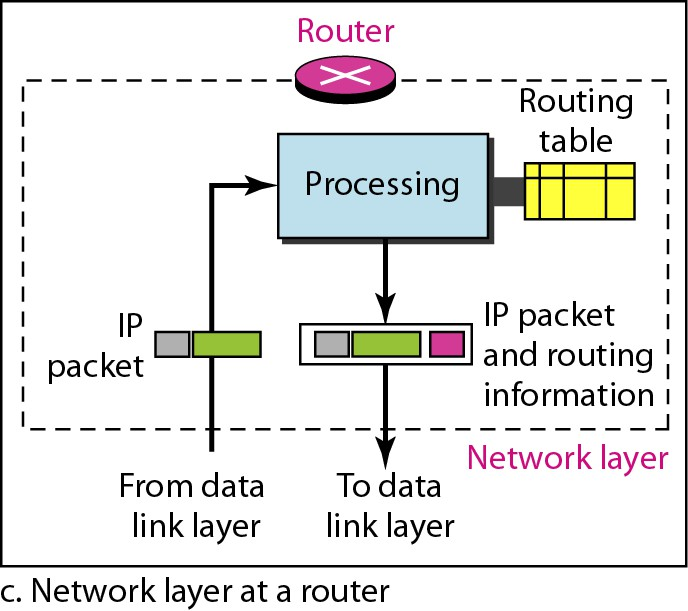 Router
Routing
table
Processing
IP
packet
IP packet
and routing
information
Network layer
From data
link layer
To data
link layer
c. Network layer at a router